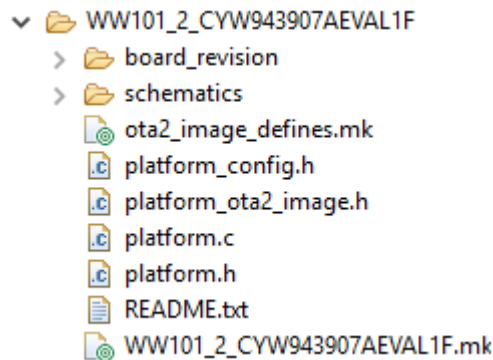 WW101_2_CYW943907AEVAL1F
board_revision
schematics
ota2_image_defines.mk
platform_config.h
platform_ota2_image.h
platform.c
platform.h
README.txt
WW101_2_CYW943907AEVAL1F.mk